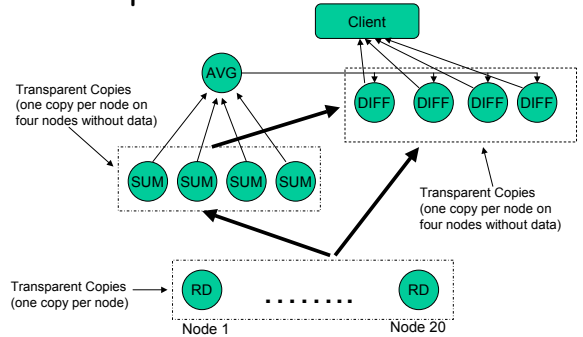 Client
AVG
DIFF DIFF DIFF DIFF
Transparent Copies
(one copy per node on
four nodes without data)
SUM SUM SUM SUM
Transparent Copies
(one copy per node on
four nodes without data)
Transparent Copies
(one copy per node)
RD ........ RD
Node 1 Node 20